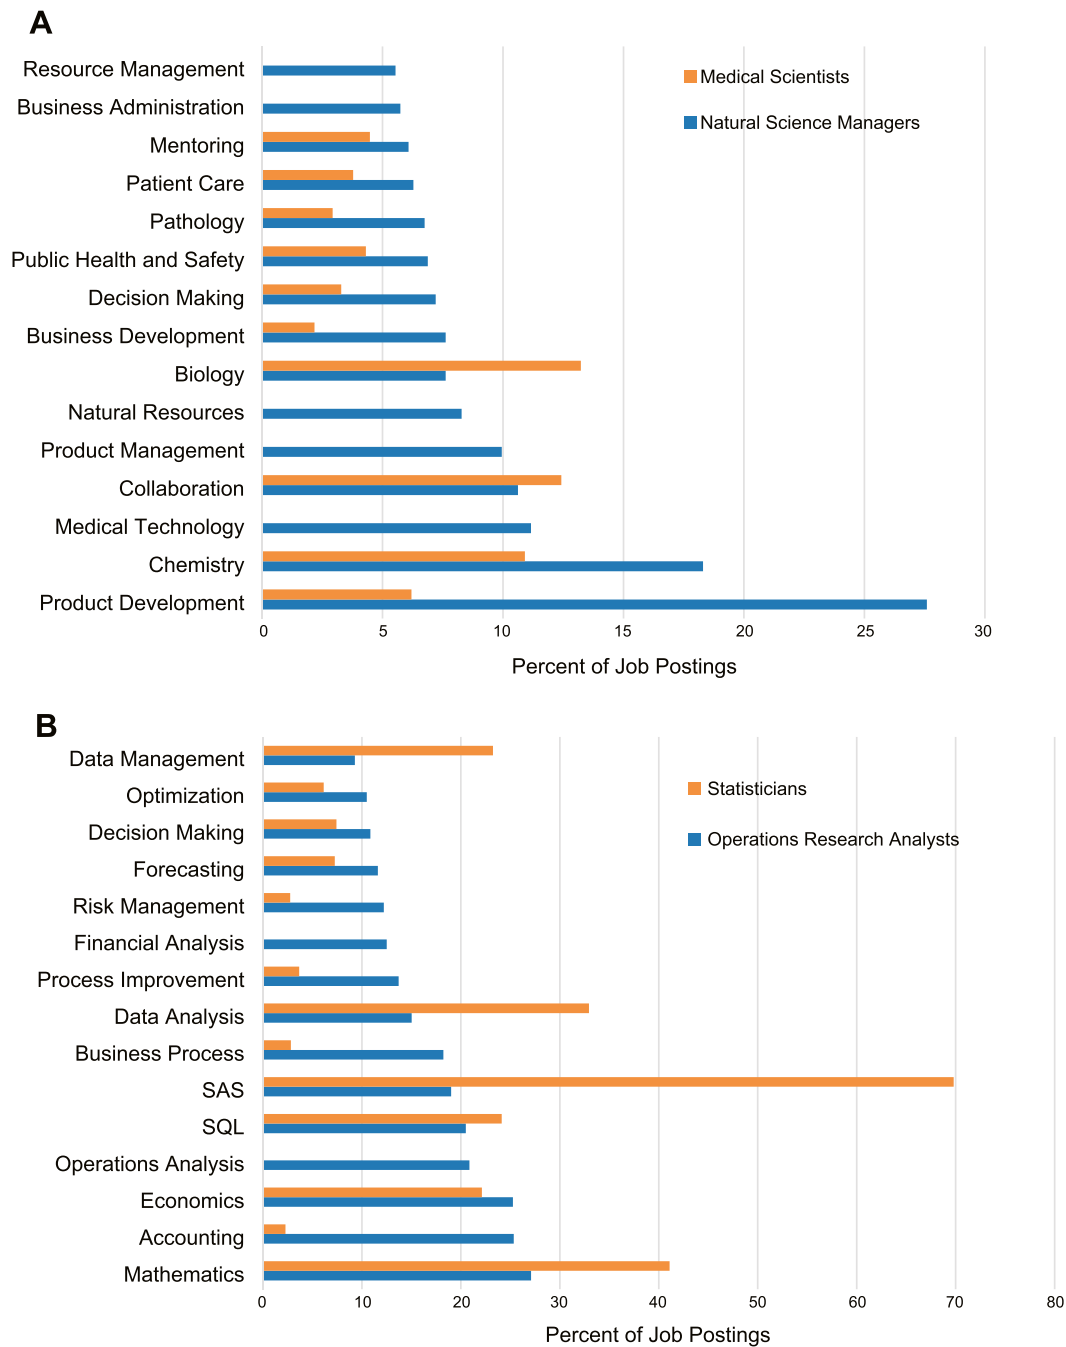 A
Resource Management
Business Administration
Mentoring
Patient Care
Pathology
Public Health and Safety
Decision Making
Business Development
Biology
Natural Resources
Product Management
Collaboration
Medical Technology
Chemistry
Product Development
Medical Scientists
Natural Science Managers
0 5 10 15 20 25 30
Percent of Job Postings
B
Data Management
Optimization
Decision Making
Forecasting
Risk Management
Financial Analysis
Process Improvement
Data Analysis
Business Process
SAS
SQL
Operations Analysis
Economics
Accounting
Mathematics
Statisticians
Operations Research Analysts
0 10 20 30 40 50 60 70 80
Percent of Job Postings